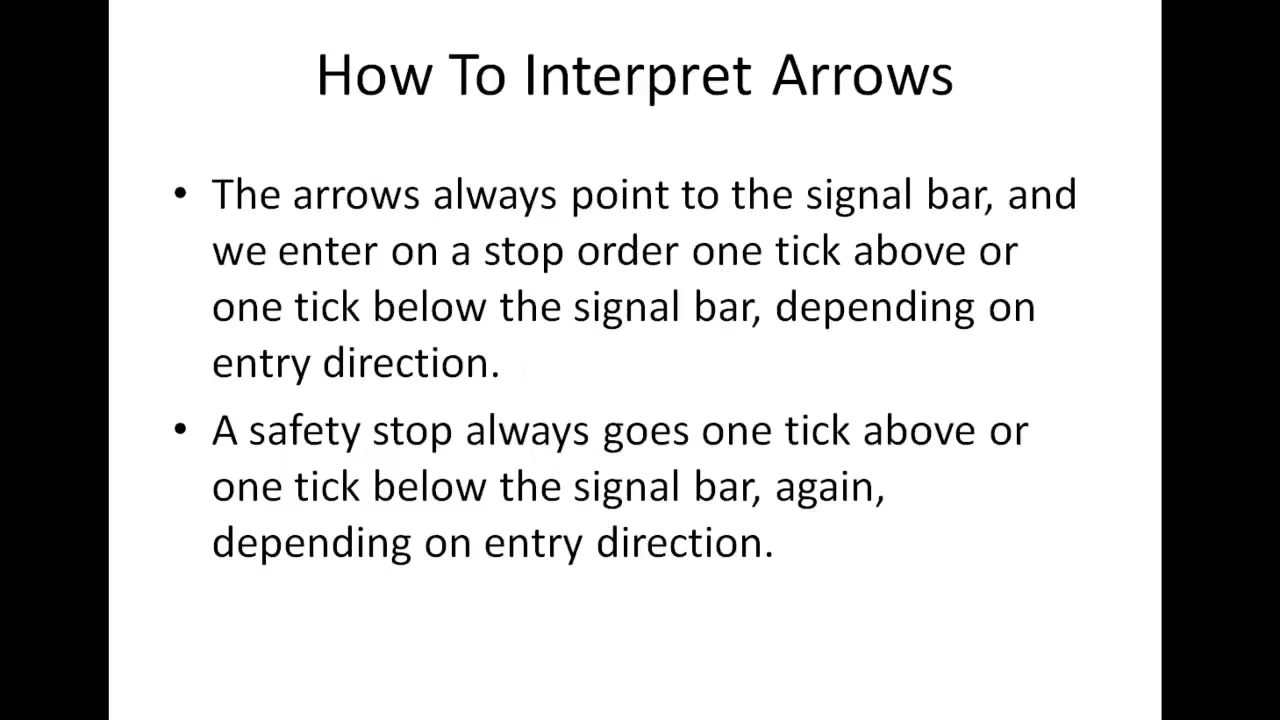 How To Interpret Arrows
• The arrows always point to the signal bar, and
we enter on a stop order one tick above or
one tick below the signal bar, depending on
entry direction.
• A safety stop always goes one tick above or
one tick below the signal bar, again,
depending on entry direction.